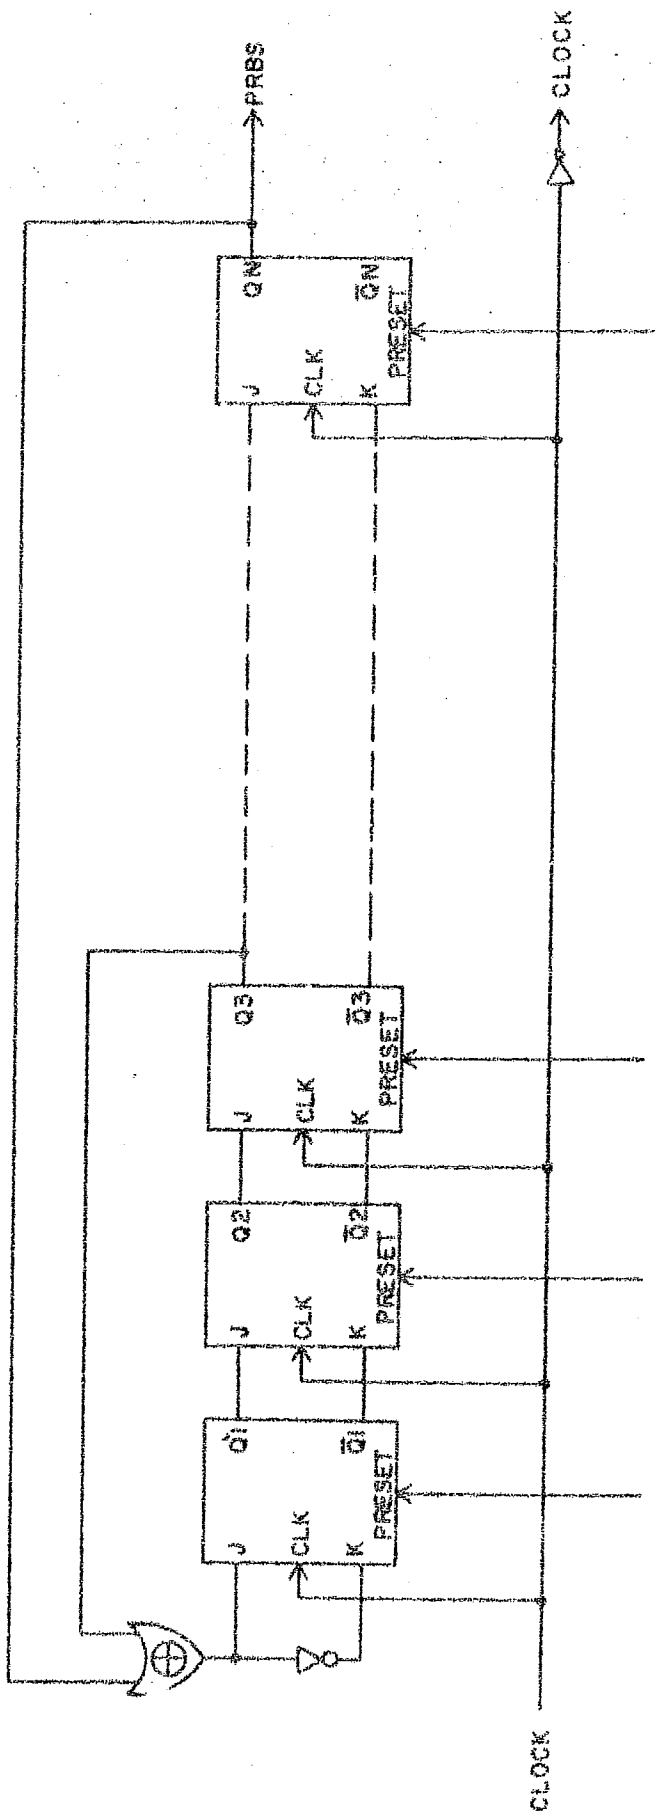 CLOCK
J
CLK
K
Q1
Q̅1
PRESET
J
CLK
K
Q2
Q̅2
PRESET
J
CLK
K
Q3
Q̅3
PRESET
J
CLK
K
QN
Q̅N
PRESET
PRBS
CLOCK